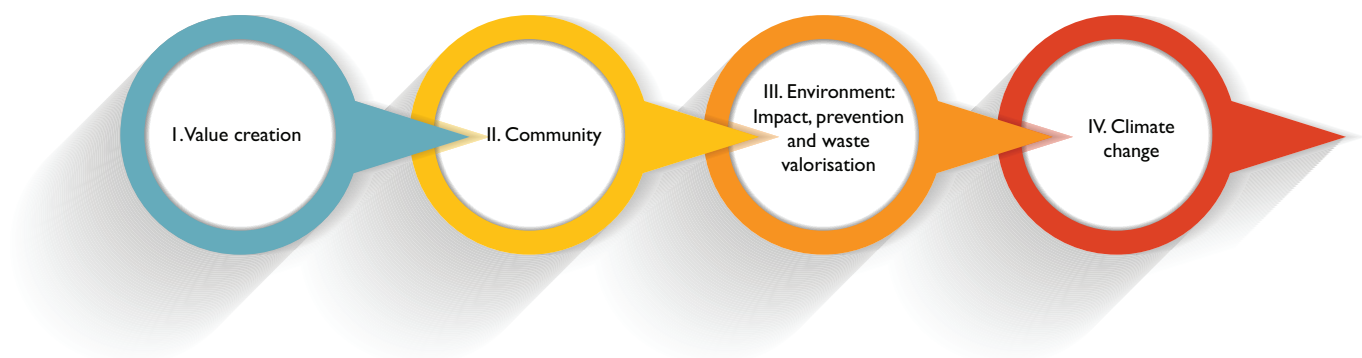 I. Value creation
II. Community
III. Environment:
Impact, prevention
and waste
valorisation
IV. Climate
change